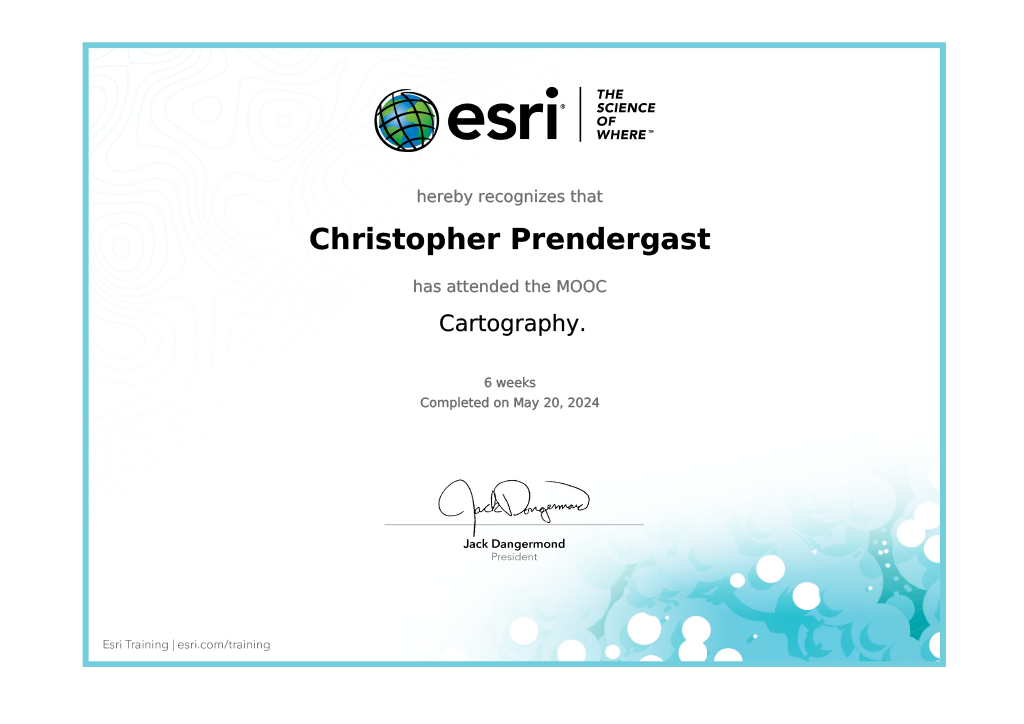 esri®
THE
SCIENCE
OF
WHERE™
hereby recognizes that
Christopher Prendergast
has attended the MOOC
Cartography.
6 weeks
Completed on May 20, 2024
Jack Dangermond
Jack Dangermond
President
Esri Training | esri.com/training